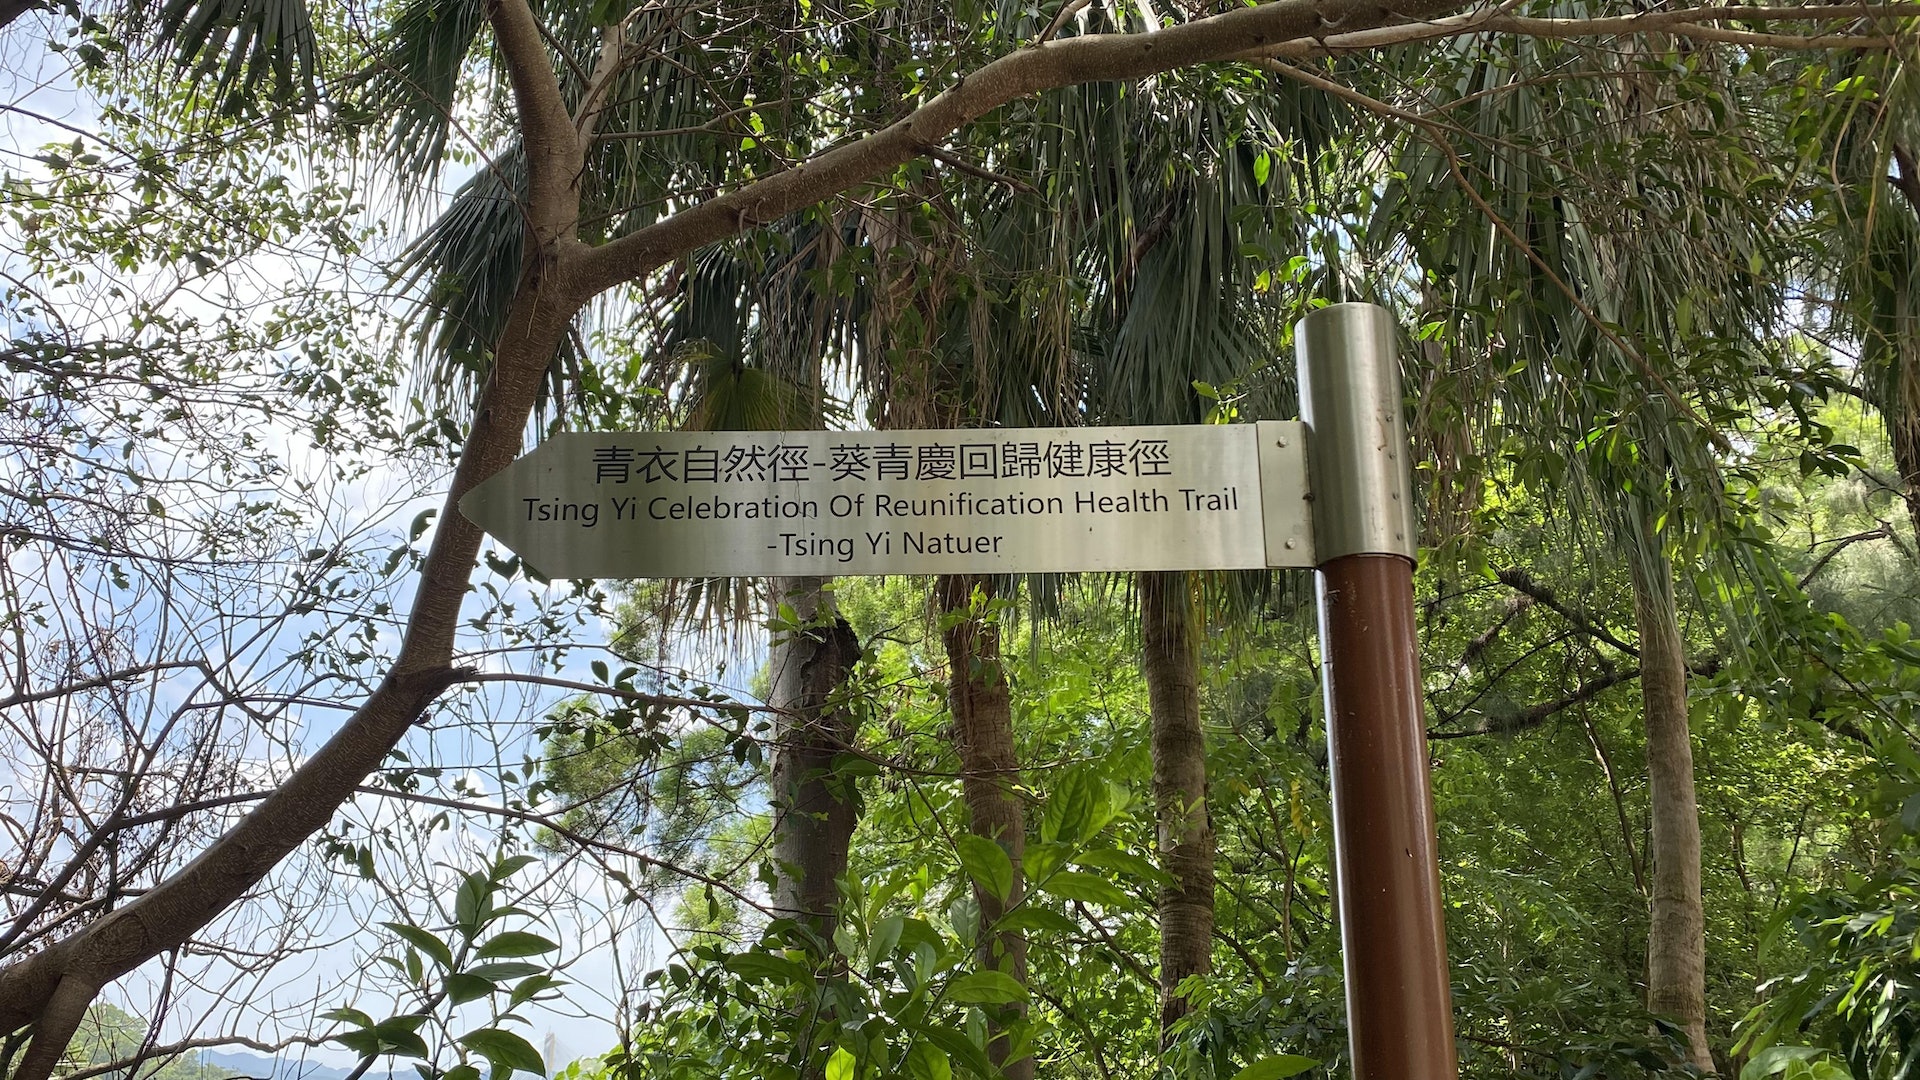 青衣自然徑-葵青慶回歸健康徑
Tsing Yi Celebration Of Reunification Health Trail
-Tsing Yi Natuer